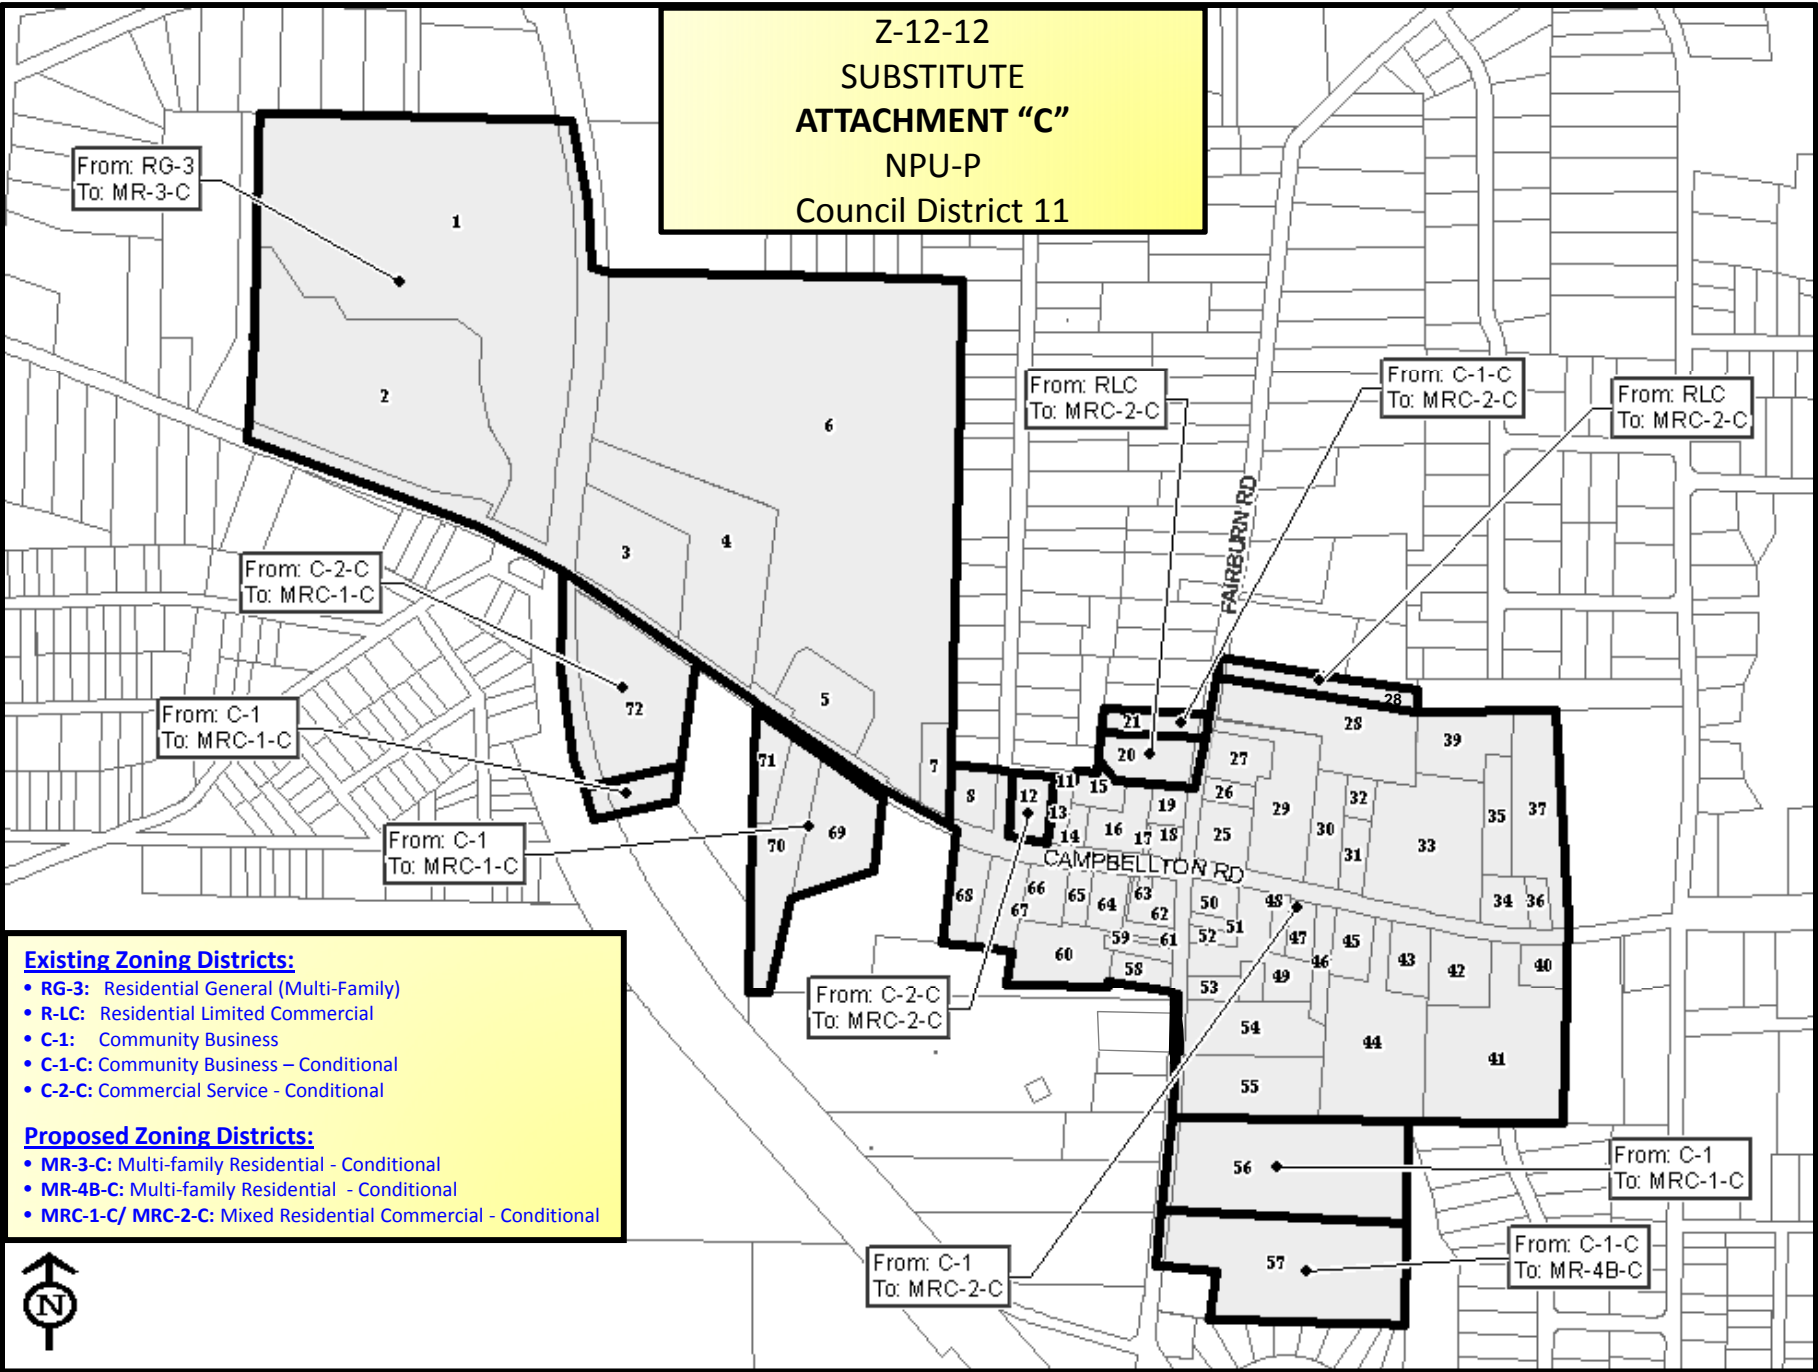 Z-12-12
SUBSTITUTE
ATTACHMENT “C”
NPU-P
Council District 11
From: RG-3
To: MR-3-C
1
2
6
From: RLC
To: MRC-2-C
From: C-1-C
To: MRC-2-C
From: RLC
To: MRC-2-C
FAIRBURN RD
3
4
From: C-2-C
To: MRC-1-C
72
5
From: C-1
To: MRC-1-C
71
7
21
20
28
28
39
27
8
12
11
13
15
19
26
29
32
35
37
From: C-1
To: MRC-1-C
70
69
14
16
17
18
25
30
31
33
CAMPBELLTON RD
68
66
67
65
64
63
62
50
51
48
34
36
60
59
61
52
47
46
45
43
42
40
58
53
49
From: C-2-C
To: MRC-2-C
54
44
41
55
Existing Zoning Districts:
• RG-3: Residential General (Multi-Family)
• R-LC: Residential Limited Commercial
• C-1: Community Business
• C-1-C: Community Business – Conditional
• C-2-C: Commercial Service - Conditional
Proposed Zoning Districts:
• MR-3-C: Multi-family Residential - Conditional
• MR-4B-C: Multi-family Residential - Conditional
• MRC-1-C/ MRC-2-C: Mixed Residential Commercial - Conditional
56
From: C-1
To: MRC-1-C
57
From: C-1-C
To: MR-4B-C
From: C-1
To: MRC-2-C
N